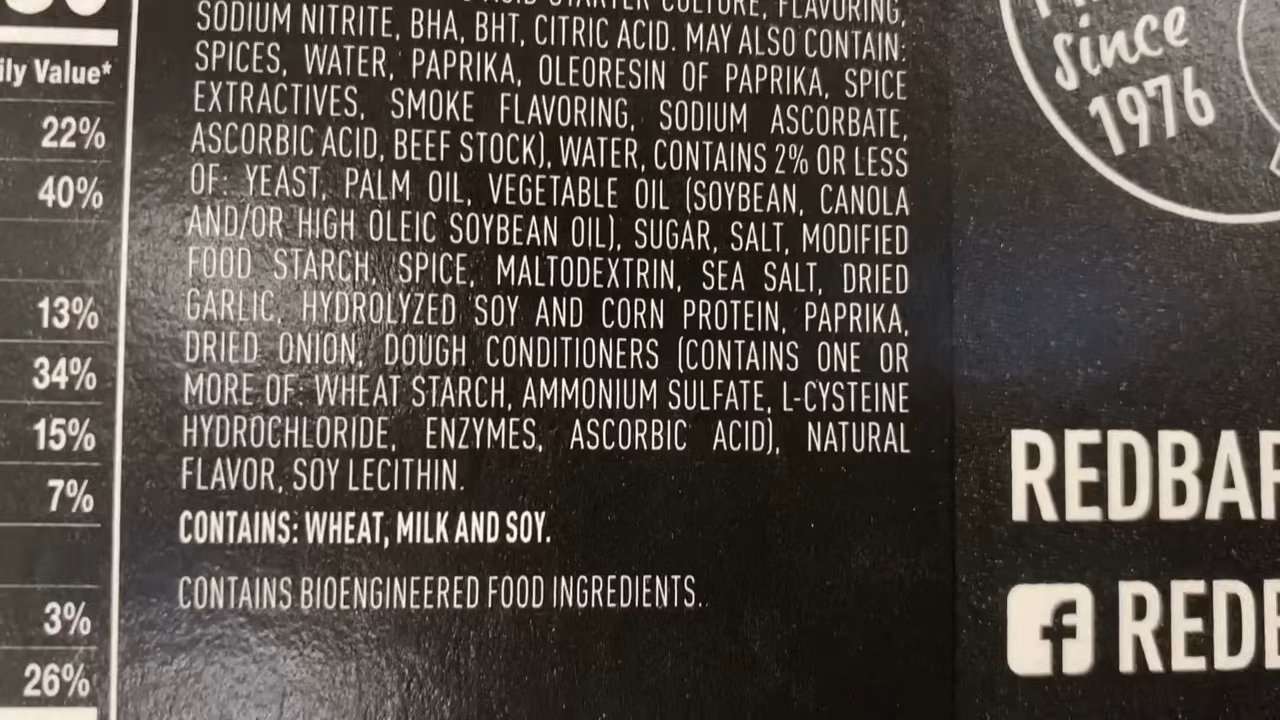 ily Value*
22%
40%
13%
34%
15%
7%
3%
26%
STARTER CULTURE, FLAVORING,
SODIUM NITRITE, BHA, BHT, CITRIC ACID. MAY ALSO CONTAIN:
SPICES, WATER, PAPRIKA, OLEORESIN OF PAPRIKA, SPICE
EXTRACTIVES, SMOKE FLAVORING, SODIUM ASCORBATE,
ASCORBIC ACID, BEEF STOCK), WATER, CONTAINS 2% OR LESS
OF: YEAST, PALM OIL, VEGETABLE OIL (SOYBEAN, CANOLA
AND/OR HIGH OLEIC SOYBEAN OIL), SUGAR, SALT, MODIFIED
FOOD STARCH, SPICE, MALTODEXTRIN, SEA SALT, DRIED
GARLIC, HYDROLYZED SOY AND CORN PROTEIN, PAPRIKA,
DRIED ONION, DOUGH CONDITIONERS (CONTAINS ONE OR
MORE OF: WHEAT STARCH, AMMONIUM SULFATE, L-CYSTEINE
HYDROCHLORIDE, ENZYMES, ASCORBIC ACID), NATURAL
FLAVOR, SOY LECITHIN.
CONTAINS: WHEAT, MILK AND SOY.
CONTAINS BIOENGINEERED FOOD INGREDIENTS.
since
1976
REDBAR
REDB